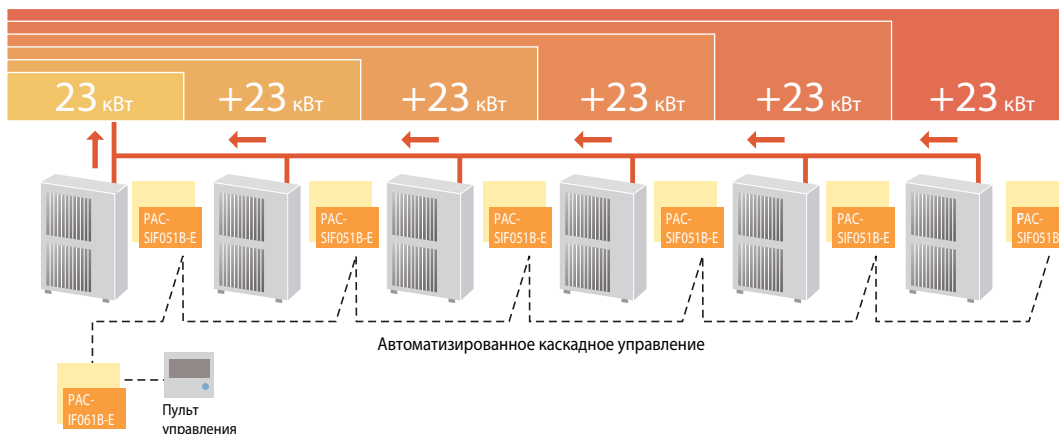 23 кВт
+23 кВт
+23 кВт
+23 кВт
+23 кВт
+23 кВт
PAC-
SIF051B-E
PAC-
SIF051B-E
PAC-
SIF051B-E
PAC-
SIF051B-E
PAC-
SIF051B-E
PAC-
SIF051B
Автоматизированное каскадное управление
PAC-
IF061B-E
Пульт
управления